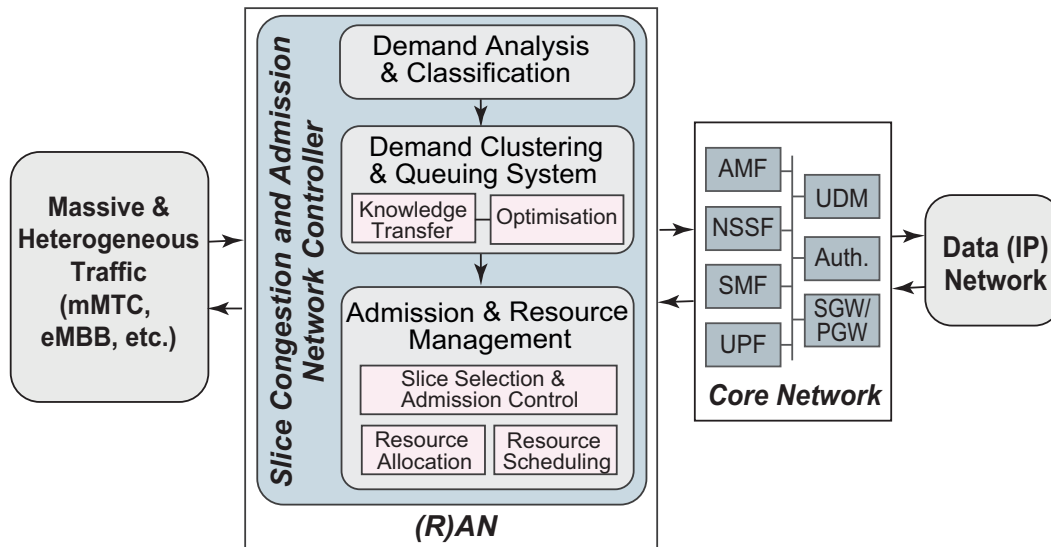 Massive &
Heterogeneous
Traffic
(mMTC,
eMBB, etc.)
Slice Congestion and Admission
Network Controller
Demand Analysis
& Classification
Demand Clustering
& Queuing System
Knowledge
Transfer
Optimisation
Admission & Resource
Management
Slice Selection &
Admission Control
Resource
Allocation
Resource
Scheduling
(R)AN
AMF
NSSF
SMF
UPF
UDM
Auth.
SGW/
PGW
Core Network
Data (IP)
Network